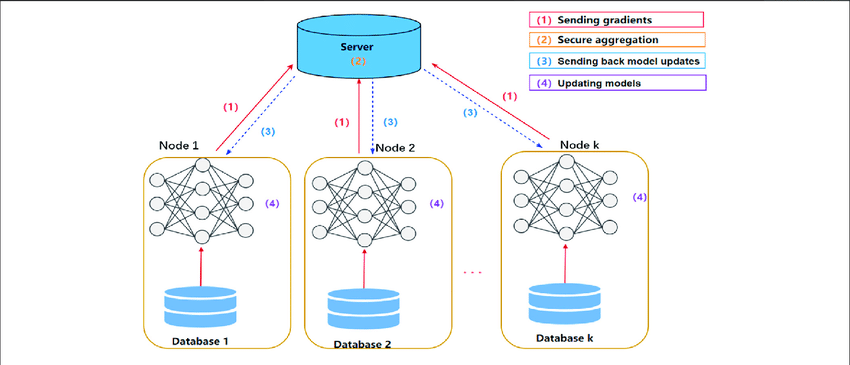 (1) Sending gradients
(2) Secure aggregation
(3) Sending back model updates
(4) Updating models
Server
(2)
(1)
(3)
(1)
(3)
(1)
(3)
Node 1
Node 2
Node k
(4)
(4)
(4)
...
Database 1
Database 2
Database k